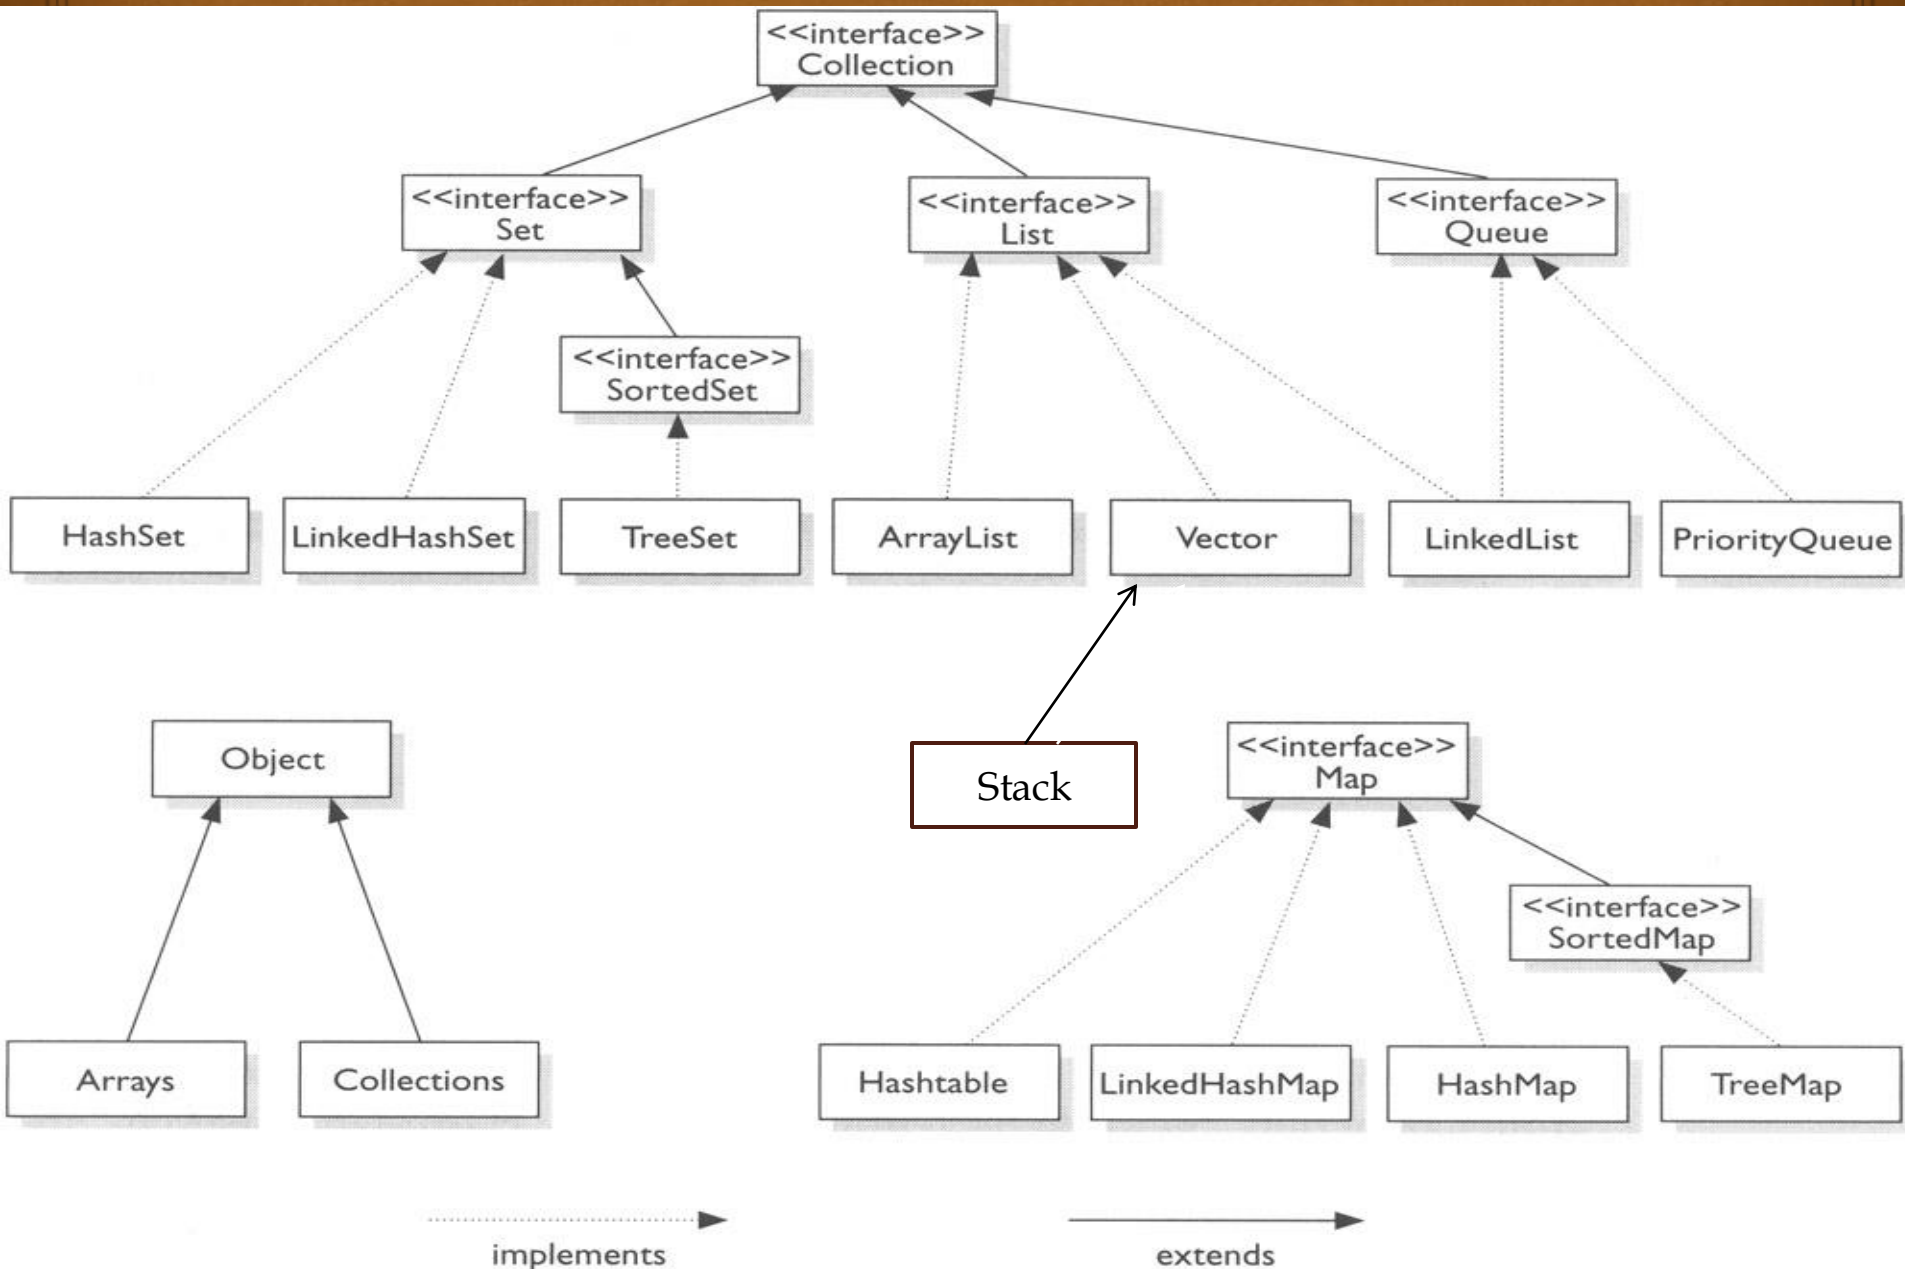 <<interface>>
Collection
<<interface>>
Set
<<interface>>
List
<<interface>>
Queue
<<interface>>
SortedSet
HashSet
LinkedHashSet
TreeSet
ArrayList
Vector
LinkedList
PriorityQueue
Object
Stack
<<interface>>
Map
<<interface>>
SortedMap
Arrays
Collections
Hashtable
LinkedHashMap
HashMap
TreeMap
implements
extends